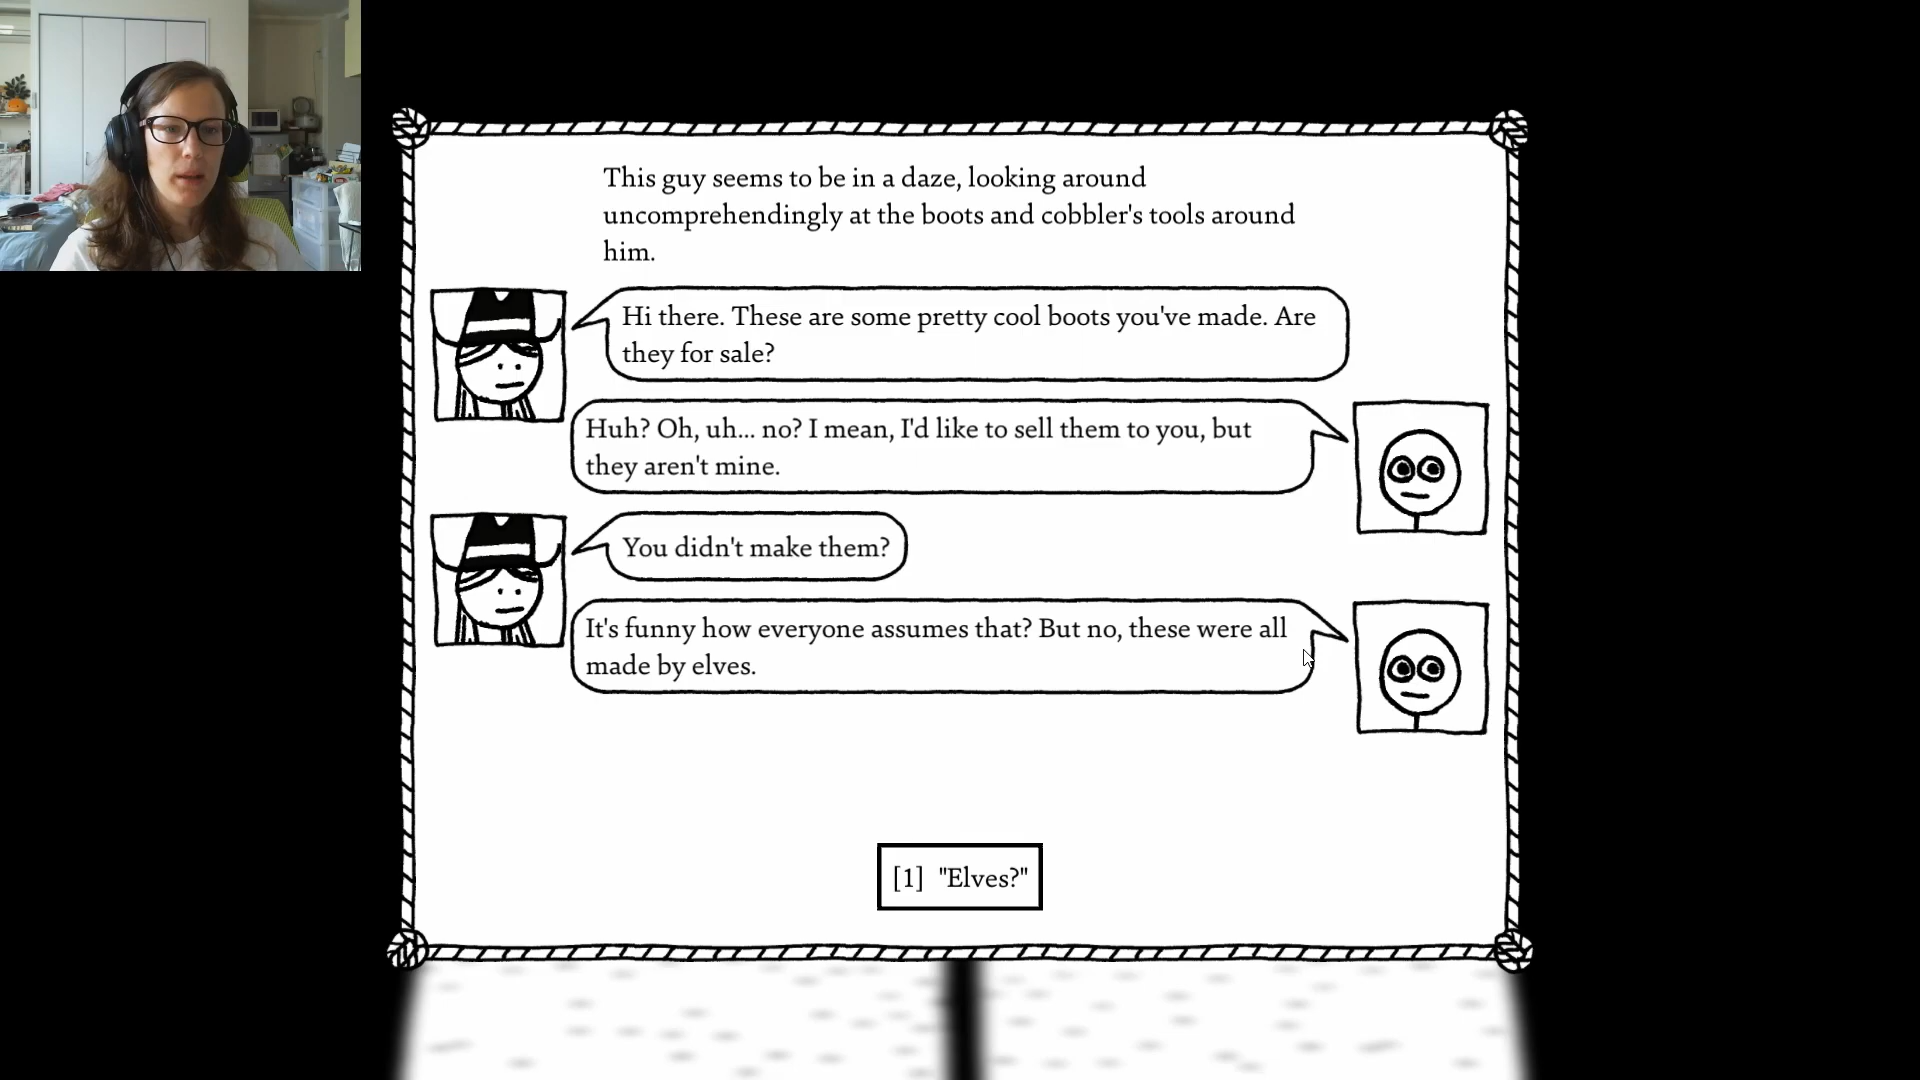 This guy seems to be in a daze, looking around
uncomprehendingly at the boots and cobbler's tools around
him.
Hi there. These are some pretty cool boots you've made. Are
they for sale?
Huh? Oh, uh... no? I mean, I'd like to sell them to you, but
they aren't mine.
You didn't make them?
It's funny how everyone assumes that? But no, these were all
made by elves.
[1] "Elves?"